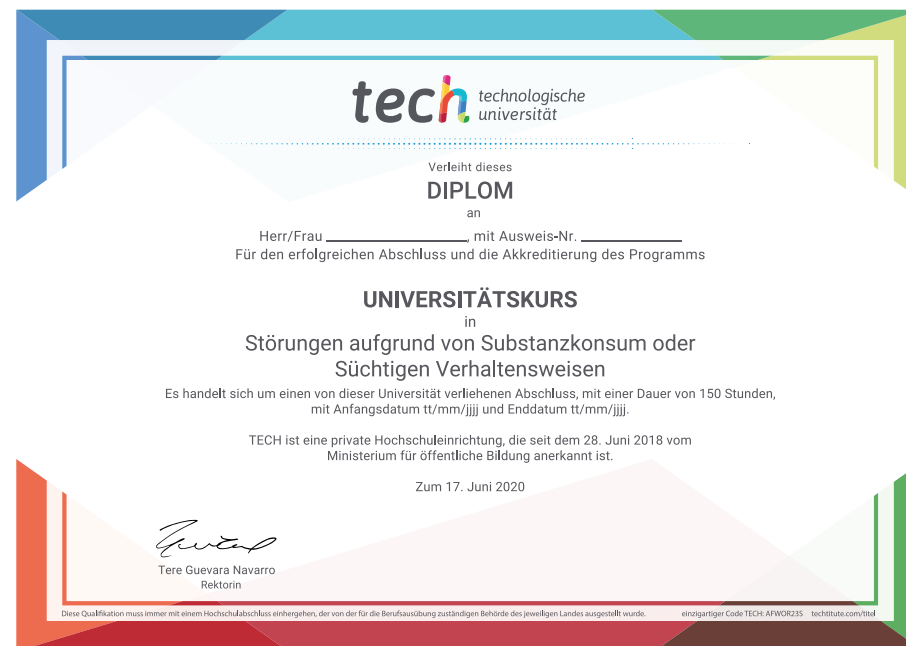 tech technologische
universität
Verleiht dieses
DIPLOM
an
Herr/Frau ____________________, mit Ausweis-Nr. ______________
Für den erfolgreichen Abschluss und die Akkreditierung des Programms
UNIVERSITÄTSKURS
in
Störungen aufgrund von Substanzkonsum oder
Süchtigen Verhaltensweisen
Es handelt sich um einen von dieser Universität verliehenen Abschluss, mit einer Dauer von 150 Stunden,
mit Anfangsdatum tt/mm/jjjj und Enddatum tt/mm/jjjj.
TECH ist eine private Hochschuleinrichtung, die seit dem 28. Juni 2018 vom
Ministerium für öffentliche Bildung anerkannt ist.
Zum 17. Juni 2020
Tere Guevara Navarro
Rektorin
Diese Qualifikation muss immer mit einem Hochschulabschluss einhergehen, der von der für die Berufsausübung zuständigen Behörde des jeweiligen Landes ausgestellt wurde. einzigartiger Code TECH: AFWOR23S techtitute.com/titel